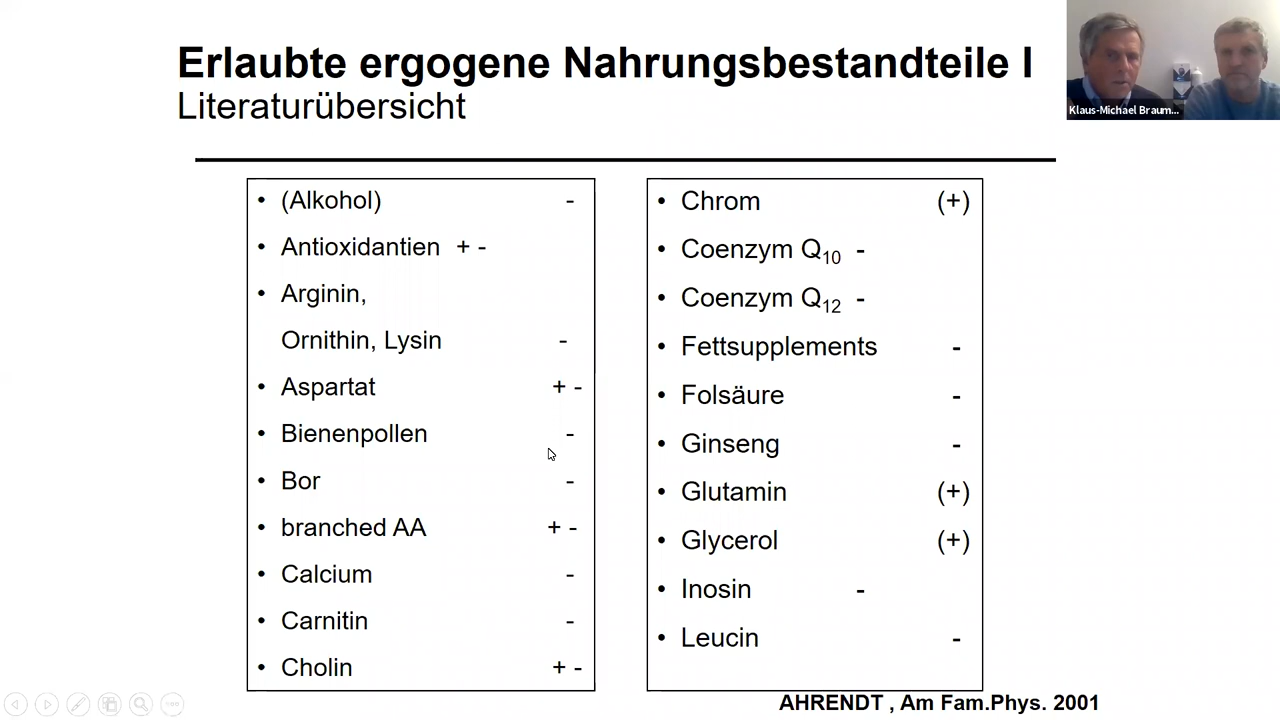 Erlaubte ergogene Nahrungsbestandteile I
Literaturübersicht
Klaus-Michael Braum...
• (Alkohol) -
• Antioxidantien + -
• Arginin,
Ornithin, Lysin -
• Aspartat + -
• Bienenpollen -
• Bor -
• branched AA + -
• Calcium -
• Carnitin -
• Cholin + -
• Chrom (+)
• Coenzym Q10 -
• Coenzym Q12 -
• Fettsupplements -
• Folsäure -
• Ginseng -
• Glutamin (+)
• Glycerol (+)
• Inosin -
• Leucin -
AHRENDT , Am Fam.Phys. 2001